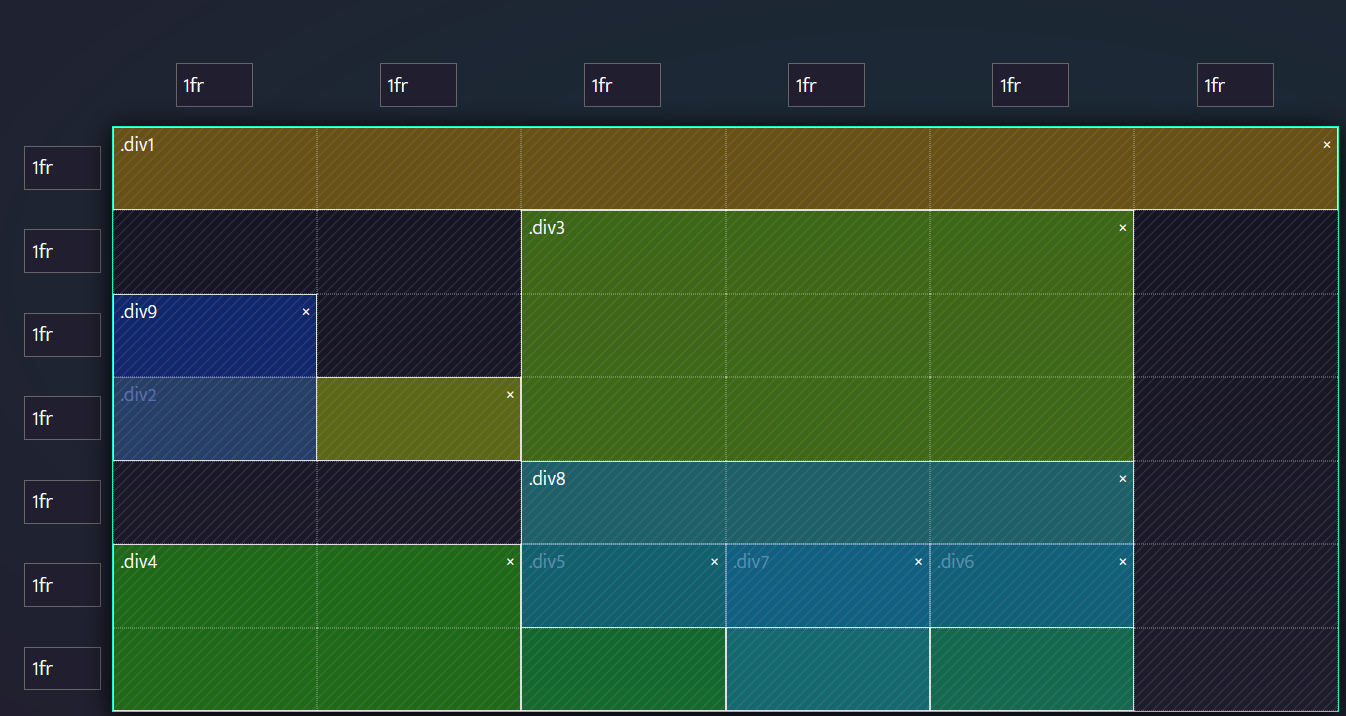 1fr 1fr 1fr 1fr 1fr 1fr
1fr .div1 ×
1fr .div3 ×
1fr .div9 ×
1fr .div2 ×
1fr .div8 ×
1fr .div4 × .div5 × .div7 × .div6 ×
1fr